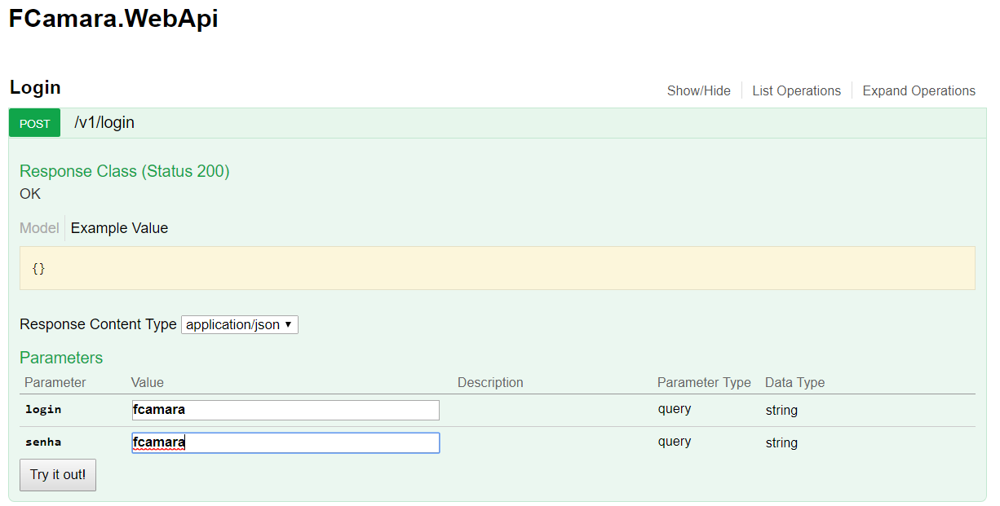 FCamara.WebApi
Login
Show/Hide List Operations Expand Operations
POST /v1/login
Response Class (Status 200)
OK
Model Example Value
{}
Response Content Type application/json
Parameters
Parameter Value Description Parameter Type Data Type
login fcamara query string
senha fcamara query string
Try it out!